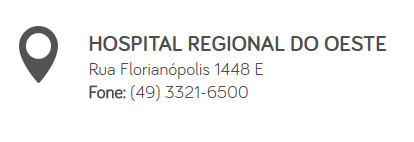 HOSPITAL REGIONAL DO OESTE
Rua Florianópolis 1448 E
Fone: (49) 3321-6500